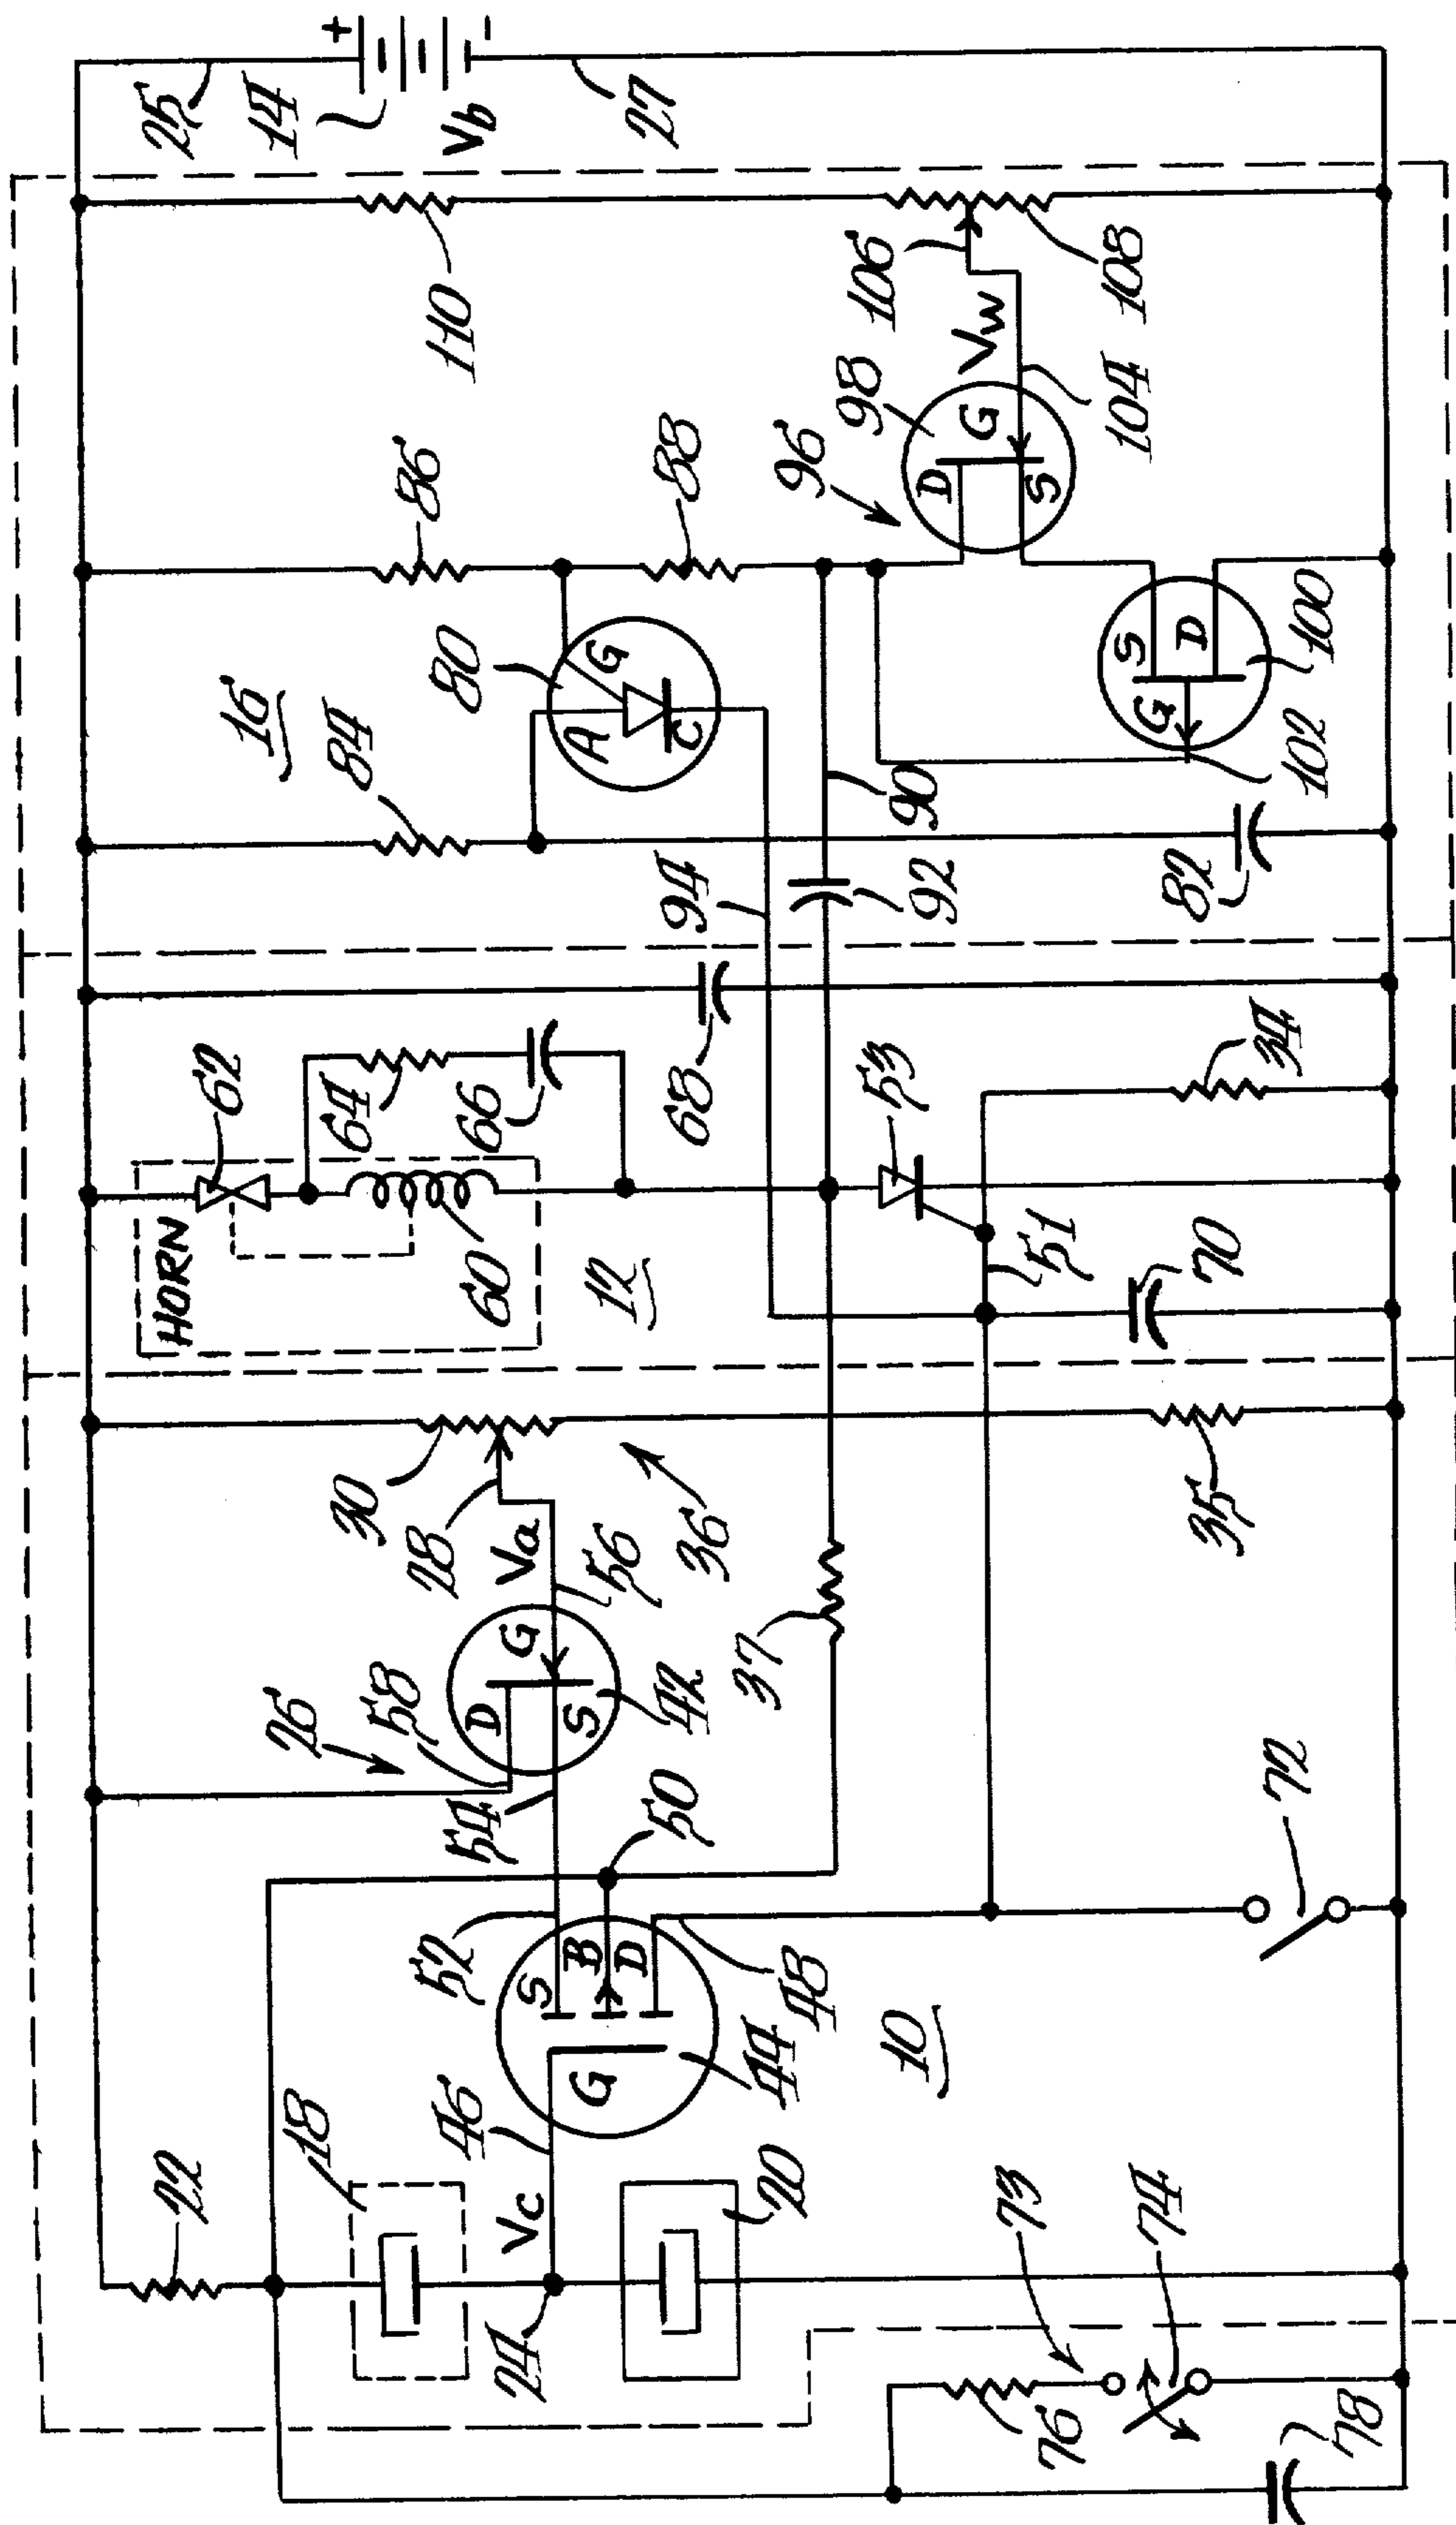 22
18
24
Vc
46
20
76
73
74
78
G
S
B
D
44
48
52
50
10
72
26
58
54
D
G
S
42
Va
56
28
30
36
37
35
HORN
62
60
12
64
66
68
53
51
70
34
16
84
94
92
90
82
80
A
G
C
86
88
96
98
D
G
S
Vw
104
106
108
110
G
S
D
100
102
25
14
+
-
Vb
27